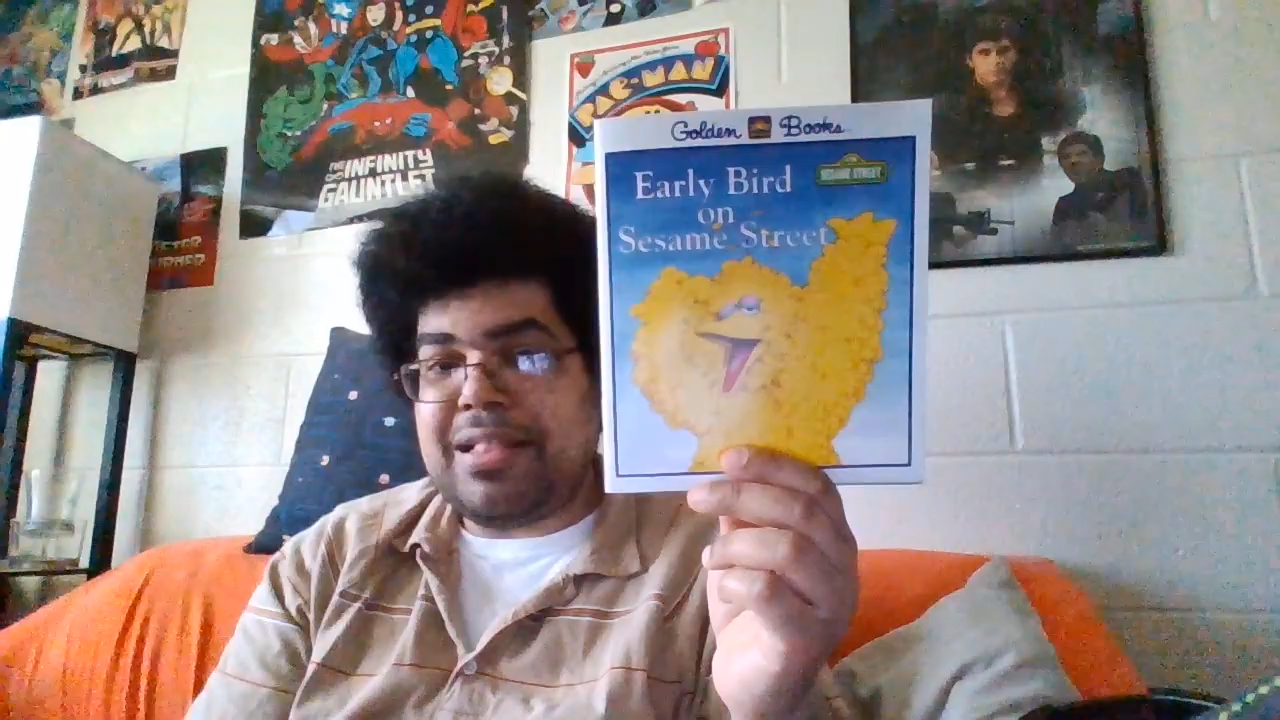 THE
INFINITY
GAUNTLET
PAC-MAN
Golden Books
SESAME STREET
Early Bird
on
Sesame Street